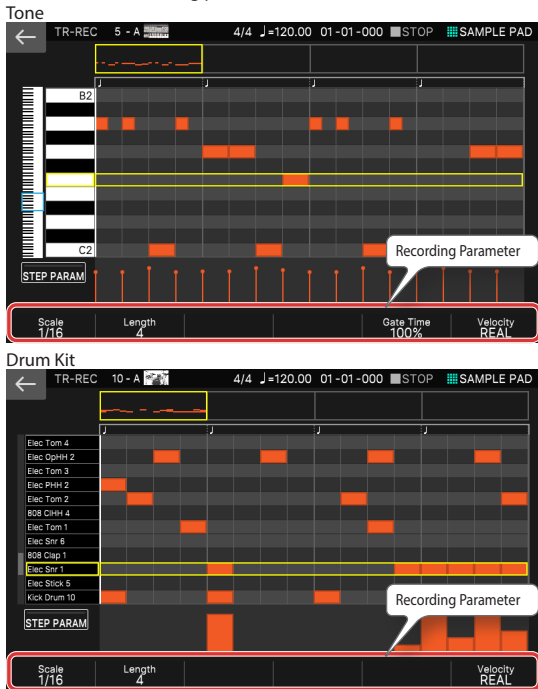 Tone
TR-REC 5 - A 4/4 ♩=120.00 01-01-000 STOP SAMPLE PAD
B2
C2
Recording Parameter
STEP PARAM
Scale Length Gate Time Velocity
1/16 4 100% REAL
Drum Kit
TR-REC 10 - A 4/4 ♩=120.00 01-01-000 STOP SAMPLE PAD
Elec Tom 4
Elec OpHH 2
Elec Tom 3
Elec PHH 2
Elec Tom 2
808 ClHH 4
Elec Tom 1
Elec Snr 6
808 Clap 1
Elec Snr 1
Elec Stick 5
Kick Drum 10
Recording Parameter
STEP PARAM
Scale Length Velocity
1/16 4 REAL